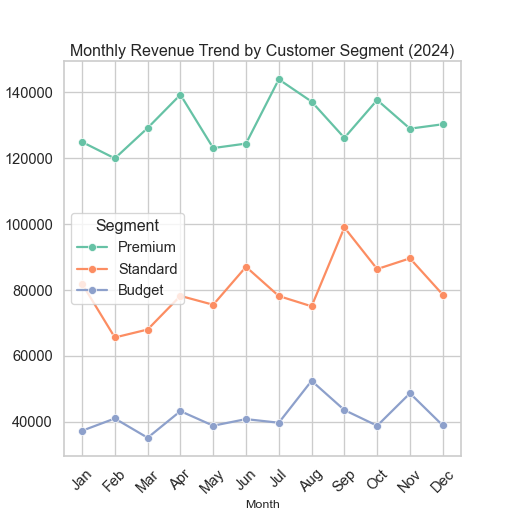 Monthly Revenue Trend by Customer Segment (2024)
140000
120000
100000
80000
60000
40000
Segment
Premium
Standard
Budget
Jan Feb Mar Apr May Jun Jul Aug Sep Oct Nov Dec
Month